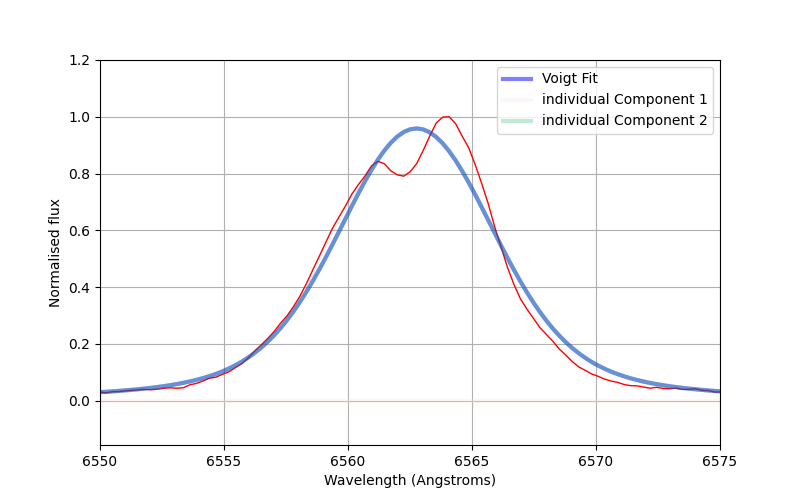 1.2
1.0
0.8
0.6
0.4
0.2
0.0
Normalised flux
Voigt Fit
individual Component 1
individual Component 2
6550
6555
6560
6565
6570
6575
Wavelength (Angstroms)